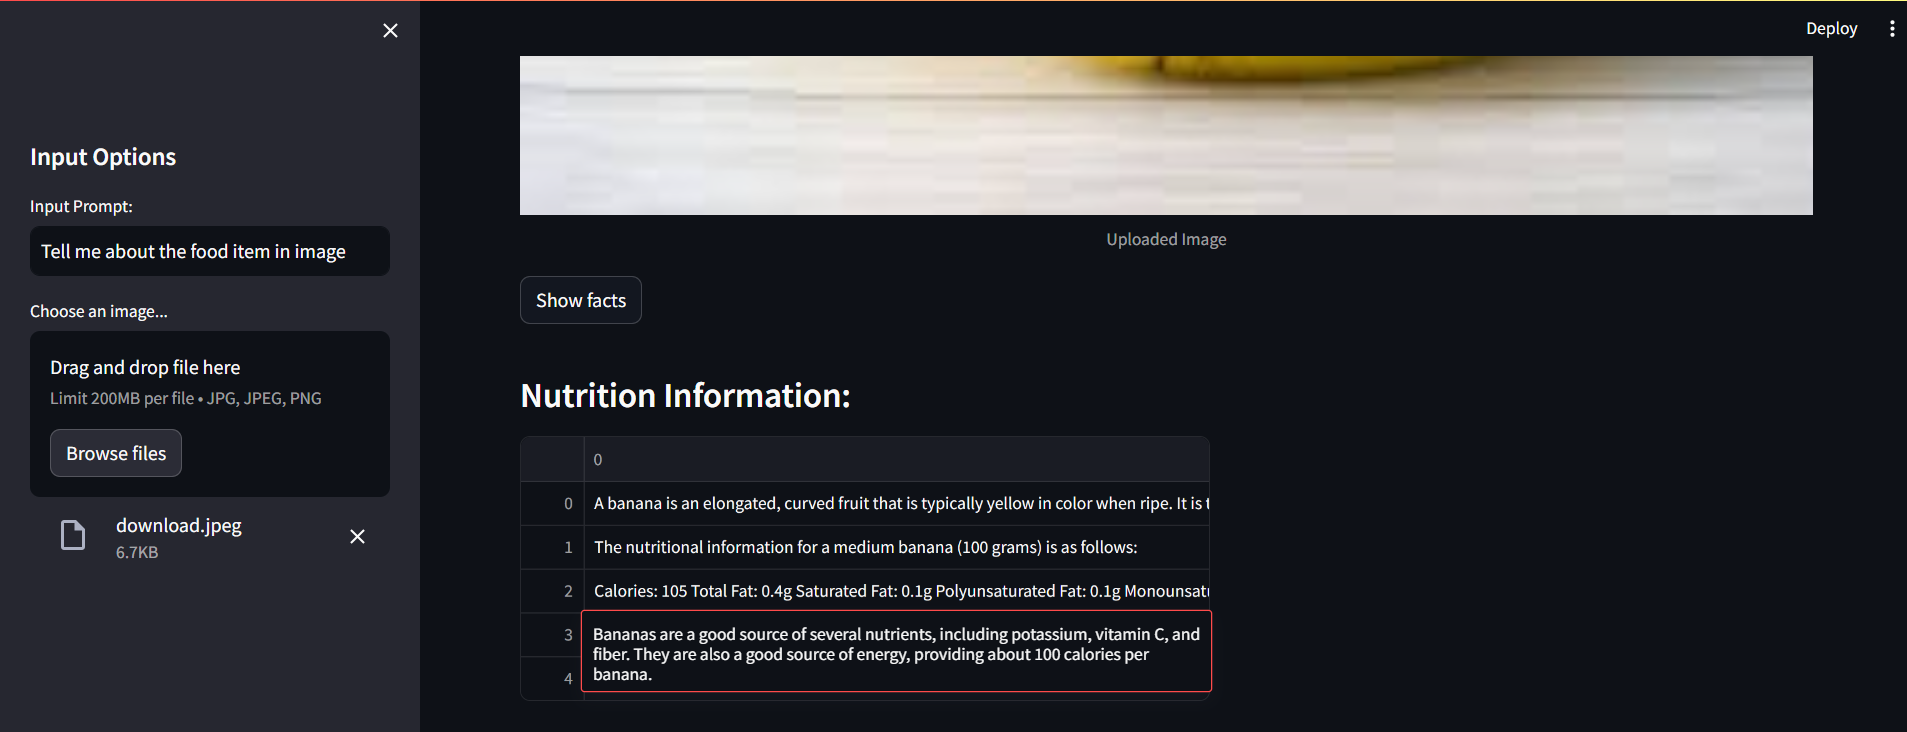 Deploy
Input Options
Input Prompt:
Tell me about the food item in image
Choose an image...
Drag and drop file here
Limit 200MB per file • JPG, JPEG, PNG
Browse files
download.jpeg
6.7KB
Uploaded Image
Show facts
Nutrition Information:
0
0 A banana is an elongated, curved fruit that is typically yellow in color when ripe. It is
1 The nutritional information for a medium banana (100 grams) is as follows:
2 Calories: 105 Total Fat: 0.4g Saturated Fat: 0.1g Polyunsaturated Fat: 0.1g
3 Bananas are a good source of several nutrients, including potassium, vitamin C, and
fiber. They are also a good source of energy, providing about 100 calories per
4 banana.